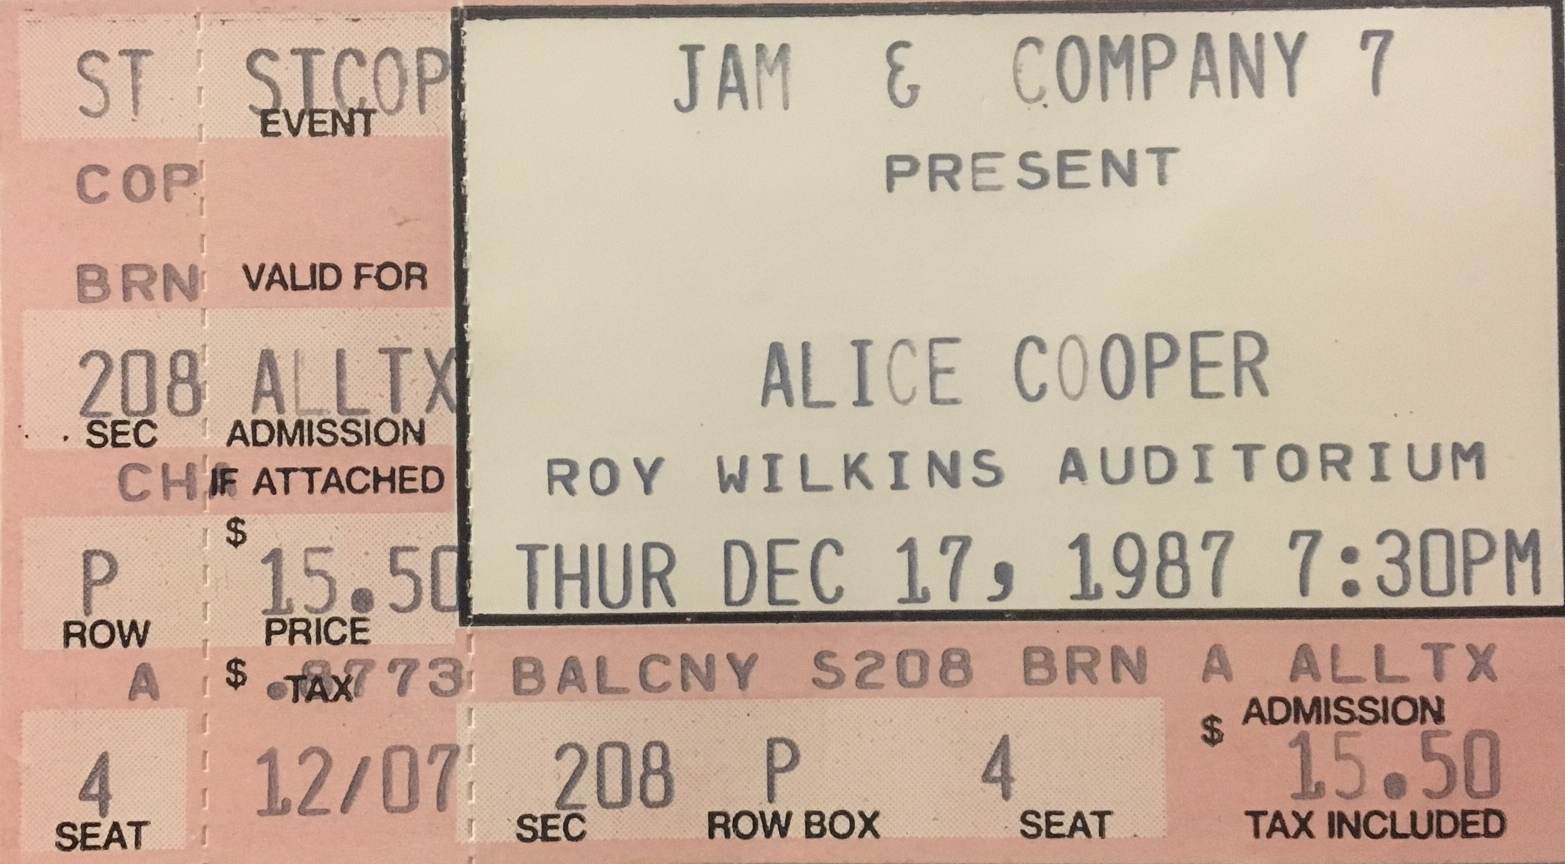 ST STCOP
EVENT
COP
BRN VALID FOR
208 ALLTX
SEC ADMISSION
CH IF ATTACHED
$
P 15.50
ROW PRICE
A $ TAX
4 12/07
SEAT
JAM & COMPANY 7
PRESENT
ALICE COOPER
ROY WILKINS AUDITORIUM
THUR DEC 17, 1987 7:30PM
BALCNY S208 BRN A ALLTX
ADMISSION
208 P 4 $ 15.50
SEC ROW BOX SEAT TAX INCLUDED